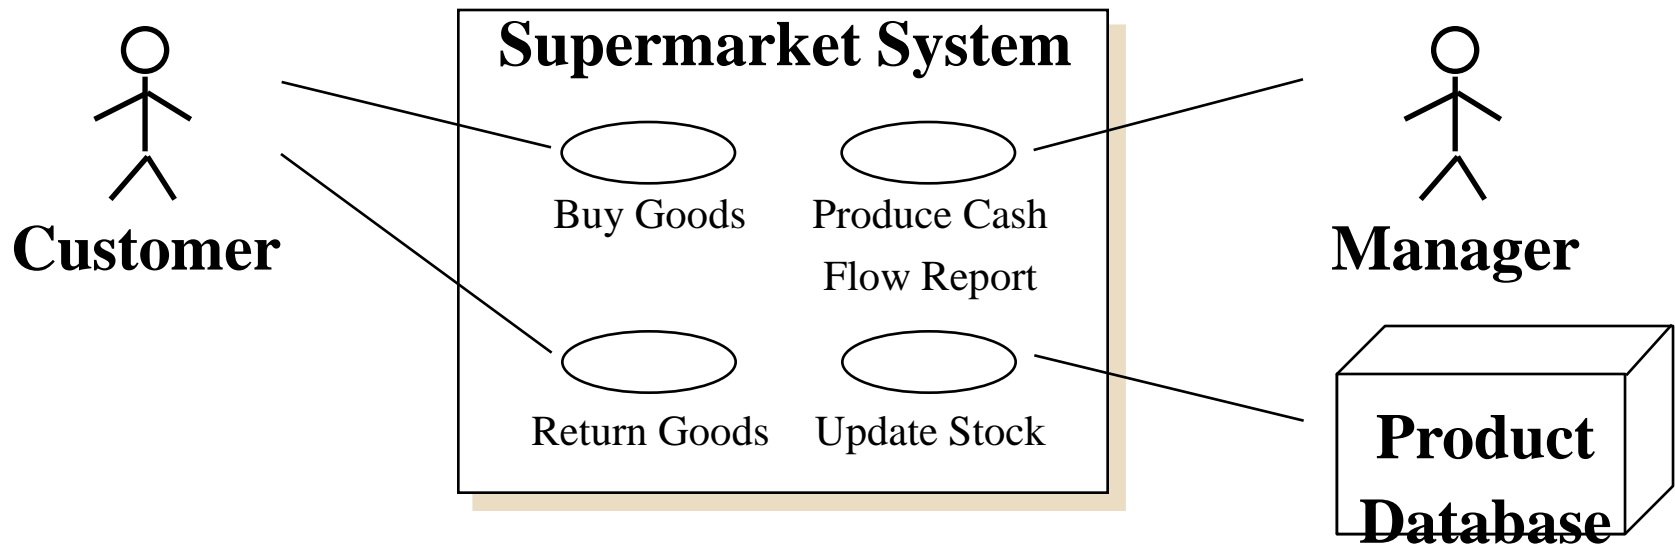 Supermarket System
Customer
Buy Goods
Produce Cash
Flow Report
Manager
Return Goods
Update Stock
Product
Database